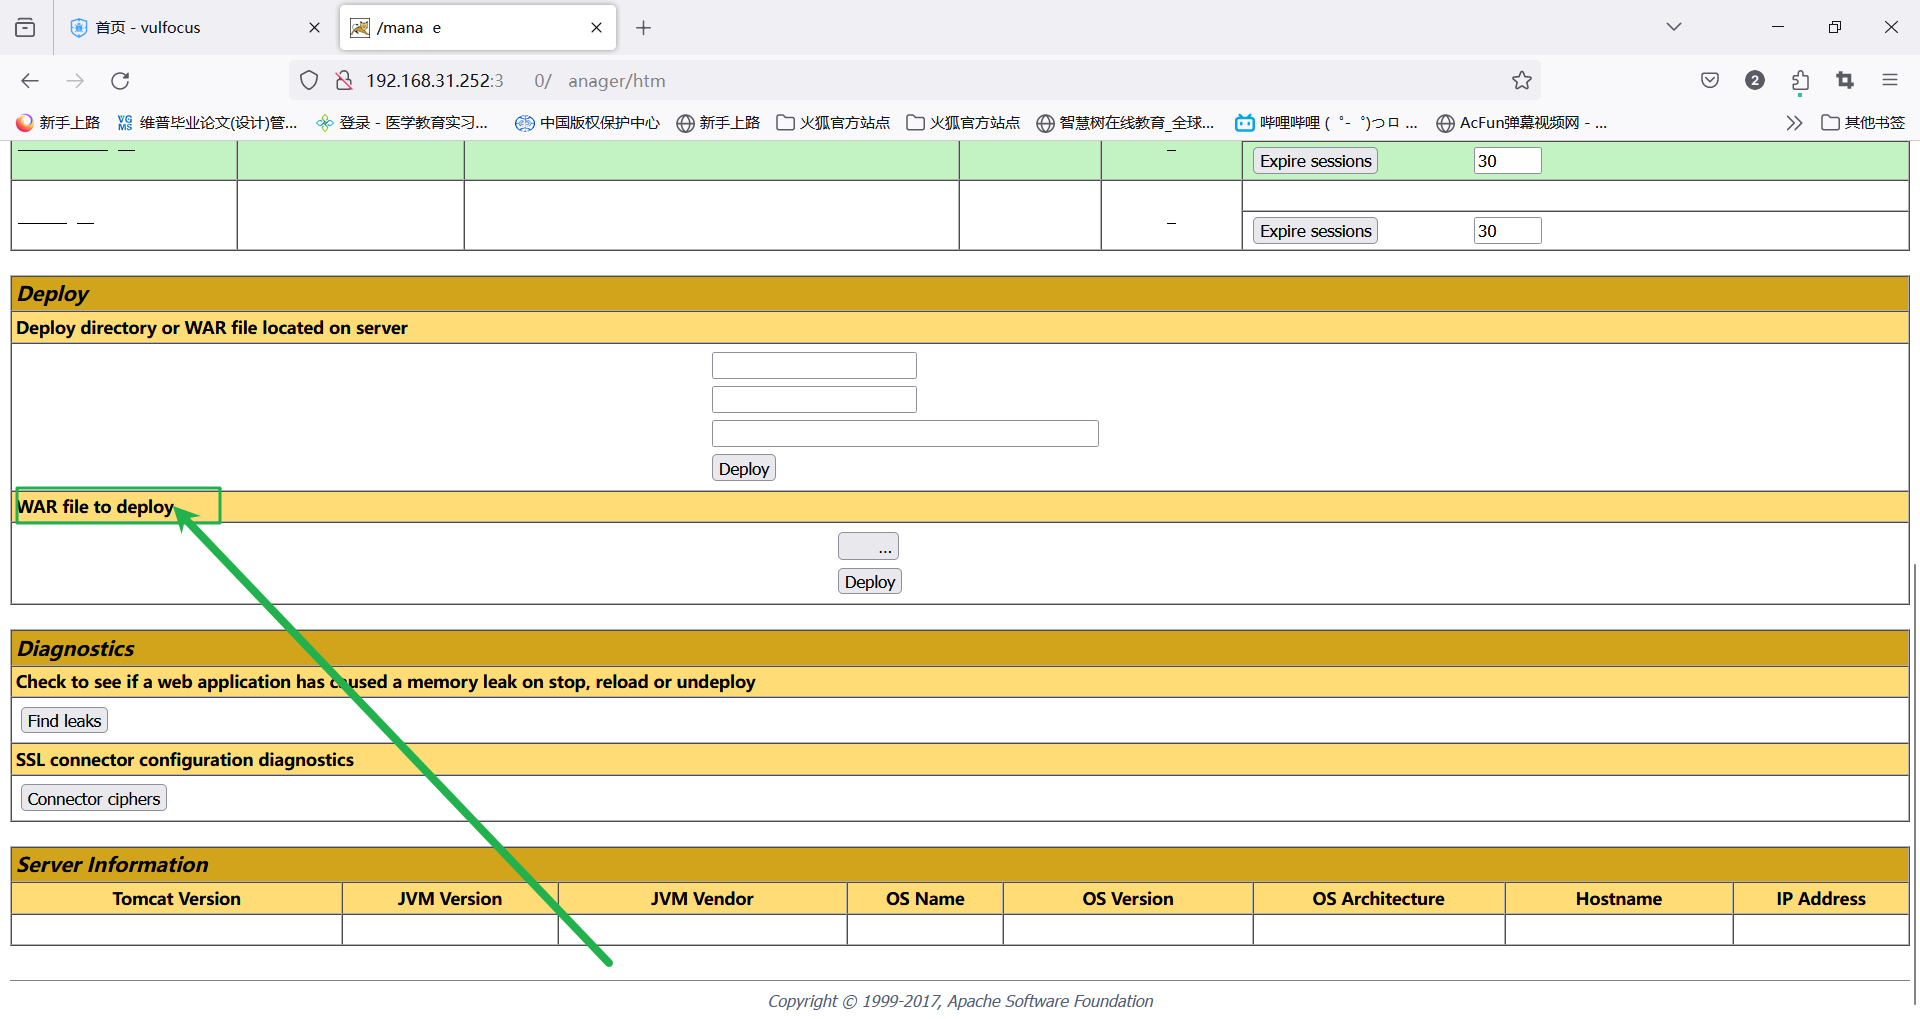 首页 - vulfocus
/mana e
192.168.31.252:3 0/ anager/htm
2
新手上路
维普毕业论文(设计)管...
登录 - 医学教育实习...
中国版权保护中心
新手上路
火狐官方站点
火狐官方站点
智慧树在线教育_全球...
哔哩哔哩 ( ゜- ゜)つロ ...
AcFun弹幕视频网 - ...
其他书签
Expire sessions 30
Expire sessions 30
Deploy
Deploy directory or WAR file located on server
Deploy
WAR file to deploy
...
Deploy
Diagnostics
Check to see if a web application has caused a memory leak on stop, reload or undeploy
Find leaks
SSL connector configuration diagnostics
Connector ciphers
Server Information
Tomcat Version JVM Version JVM Vendor OS Name OS Version OS Architecture Hostname IP Address
Copyright © 1999-2017, Apache Software Foundation